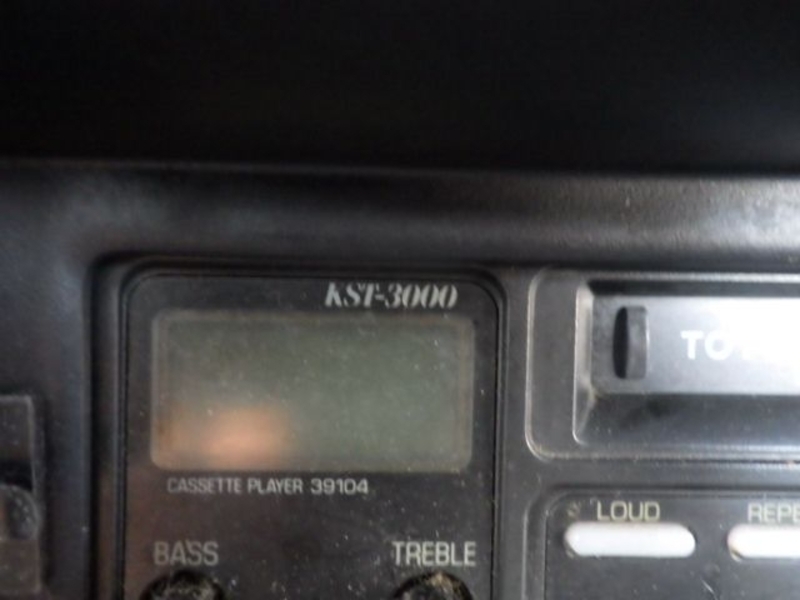 KST-3000
CASSETTE PLAYER 39104
BASS TREBLE
LOUD